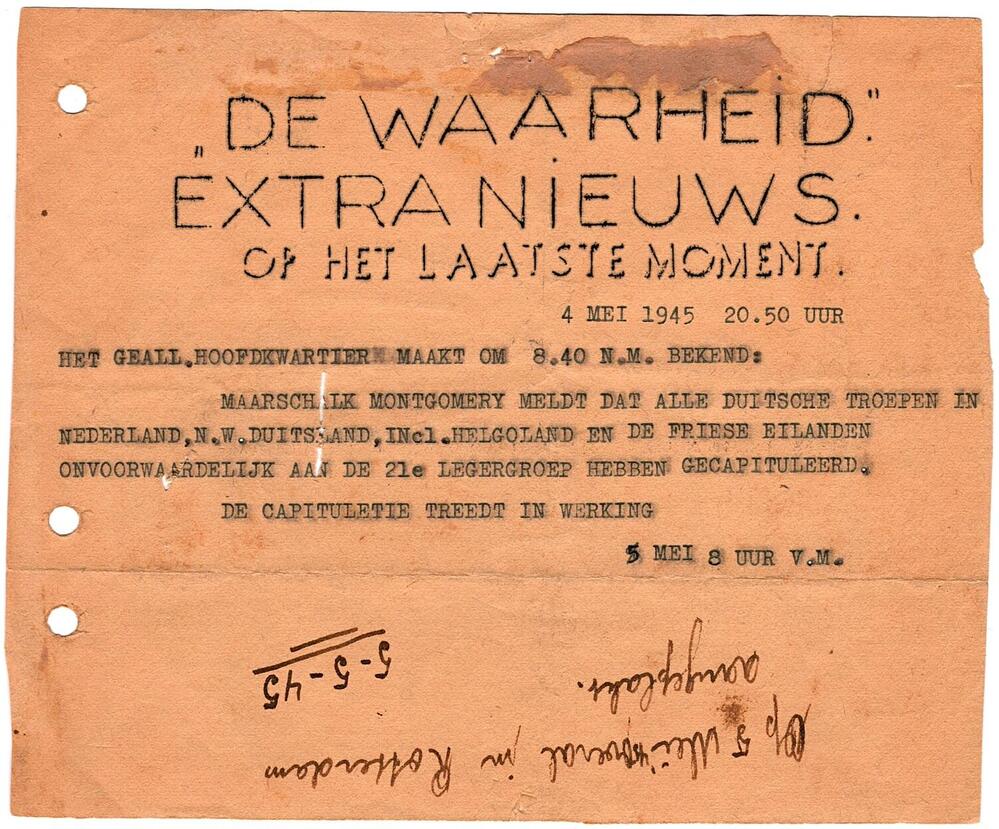 „DE WAARHEID.”
EXTRA NIEUWS.
OP HET LAATSTE MOMENT.
4 MEI 1945 20.50 UUR
HET GEALL.HOOFDKWARTIER MAAKT OM 8.40 N.M. BEKEND:
MAARSCHALK MONTGOMERY MELDT DAT ALLE DUITSCHE TROEPEN IN
NEDERLAND,N.W.DUITSLAND,INcl.HELGOLAND EN DE FRIESE EILANDEN
ONVOORWAARDELIJK AAN DE 21e LEGERGROEP HEBBEN GECAPITULEERD.
DE CAPITULETIE TREEDT IN WERKING
5 MEI 8 UUR V.M.
Op 5 Mei overal in Rotterdam
aangeplakt.
5-5-45